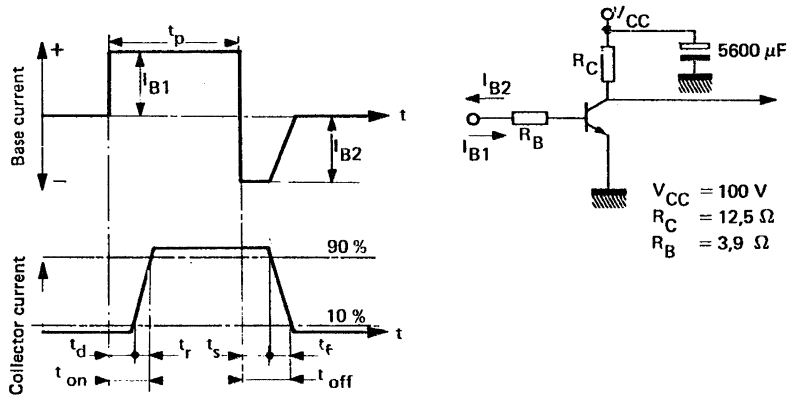 Base current
+
−
t_p
I_B1
I_B2
t
Collector current
90 %
10 %
t
t_d
t_r
t_s
t_f
t_on
t_off
V_CC
R_C
5600 µF
I_B2
I_B1
R_B
V_CC = 100 V
R_C = 12,5 Ω
R_B = 3,9 Ω